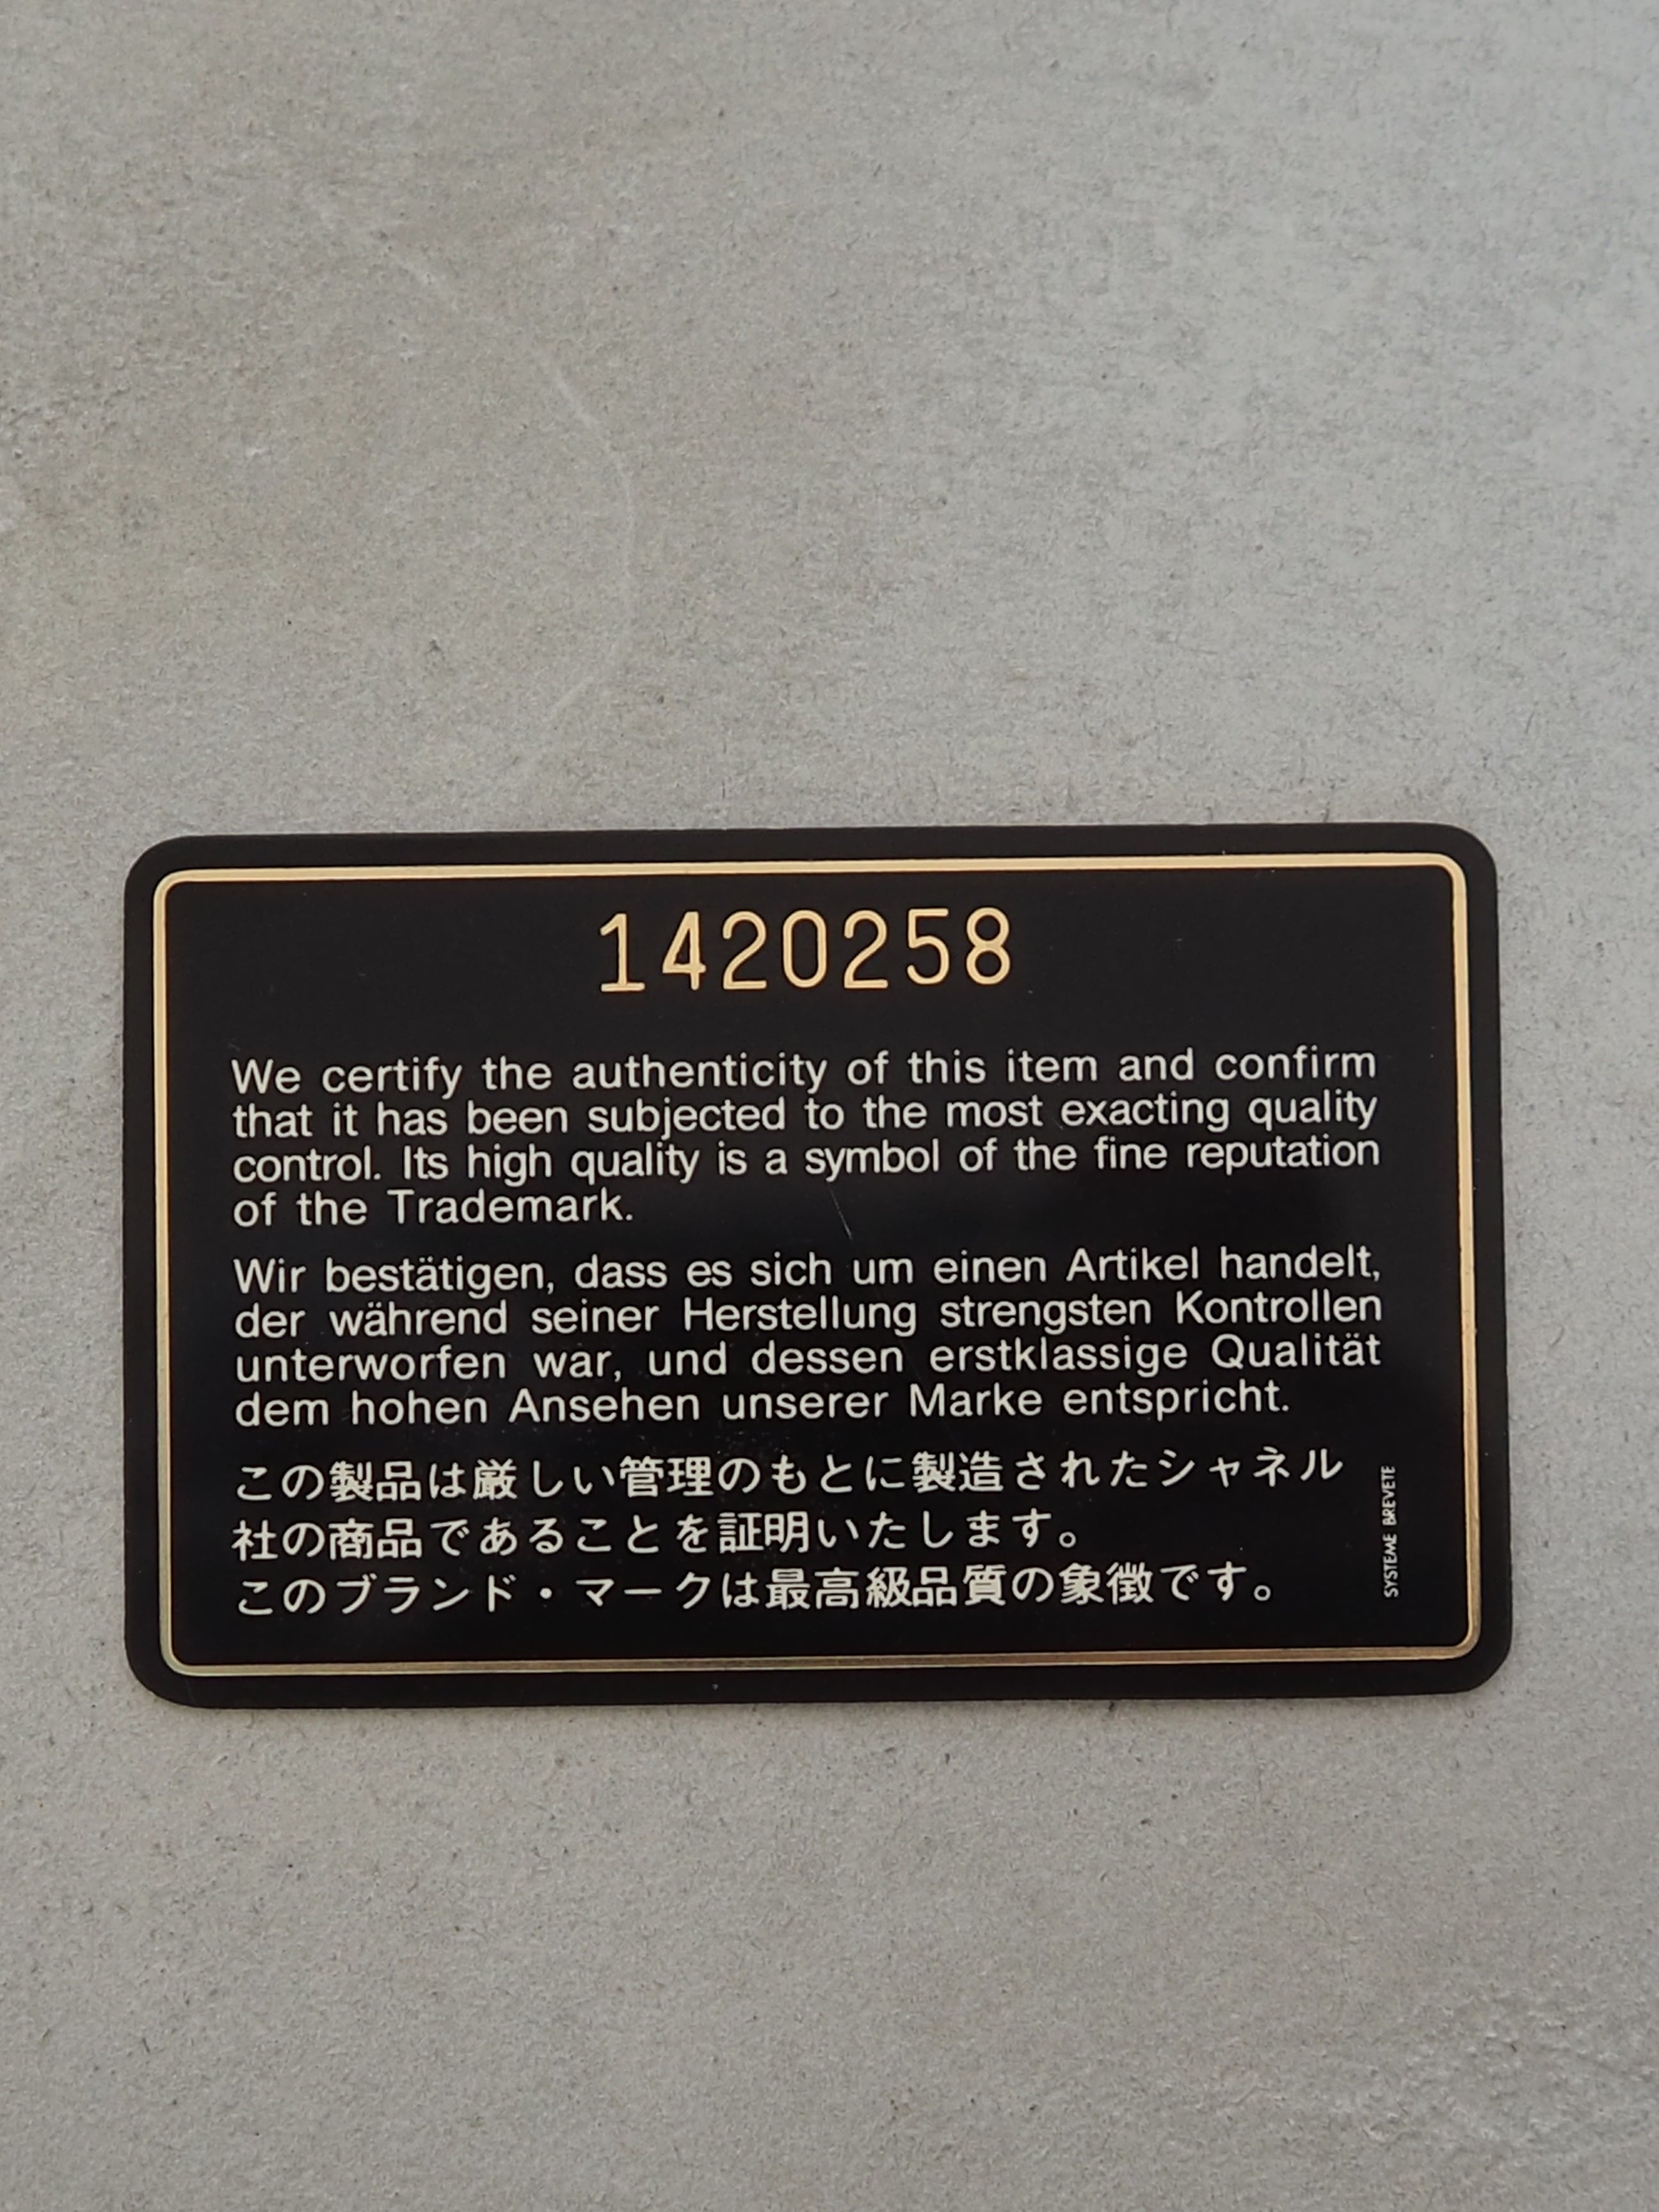 1420258
We certify the authenticity of this item and confirm
that it has been subjected to the most exacting quality
control. Its high quality is a symbol of the fine reputation
of the Trademark.
Wir bestätigen, dass es sich um einen Artikel handelt,
der während seiner Herstellung strengsten Kontrollen
unterworfen war, und dessen erstklassige Qualität
dem hohen Ansehen unserer Marke entspricht.
この製品は厳しい管理のもとに製造されたシャネル
社の商品であることを証明いたします。
このブランド・マークは最高級品質の象徴です。
SYSTEME BREVETE